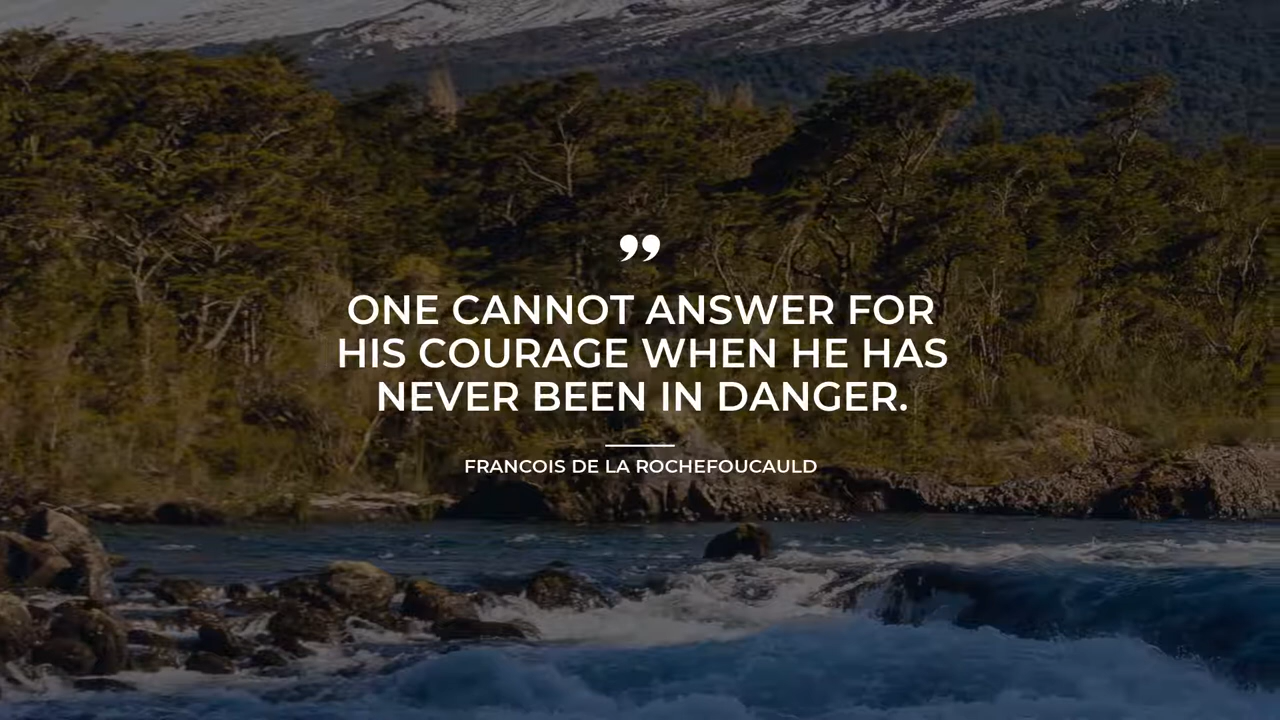 ”
ONE CANNOT ANSWER FOR
HIS COURAGE WHEN HE HAS
NEVER BEEN IN DANGER.
FRANCOIS DE LA ROCHEFOUCAULD